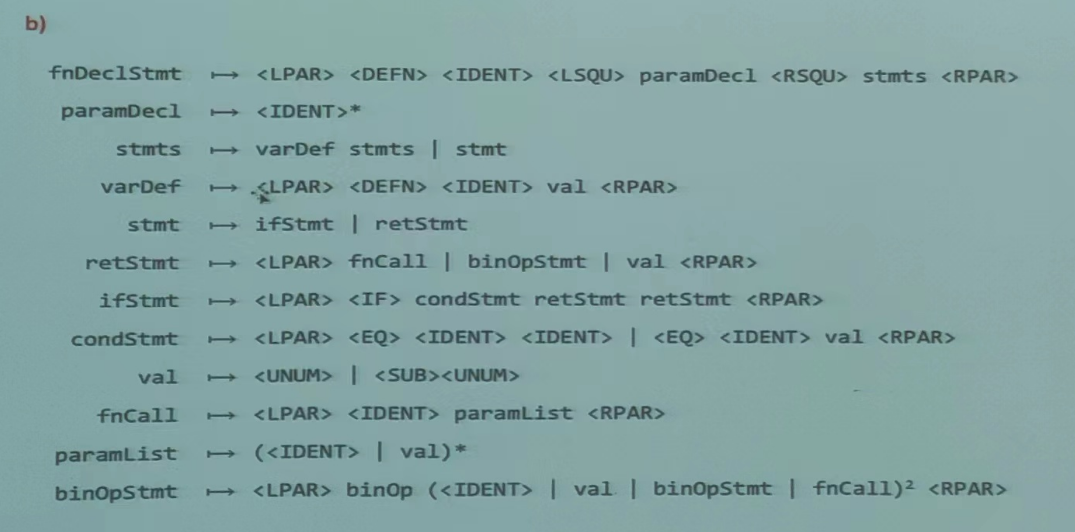 b)
fnDeclStmt ↦ <LPAR> <DEFN> <IDENT> <LSQU> paramDecl <RSQU> stmts <RPAR>
paramDecl ↦ <IDENT>*
stmts ↦ varDef stmts | stmt
varDef ↦ <LPAR> <DEFN> <IDENT> val <RPAR>
stmt ↦ ifStmt | retStmt
retStmt ↦ <LPAR> fnCall | binOpStmt | val <RPAR>
ifStmt ↦ <LPAR> <IF> condStmt retStmt retStmt <RPAR>
condStmt ↦ <LPAR> <EQ> <IDENT> <IDENT> | <EQ> <IDENT> val <RPAR>
val ↦ <UNUM> | <SUB><UNUM>
fnCall ↦ <LPAR> <IDENT> paramList <RPAR>
paramList ↦ (<IDENT> | val)*
binOpStmt ↦ <LPAR> binOp (<IDENT> | val | binOpStmt | fnCall)² <RPAR>